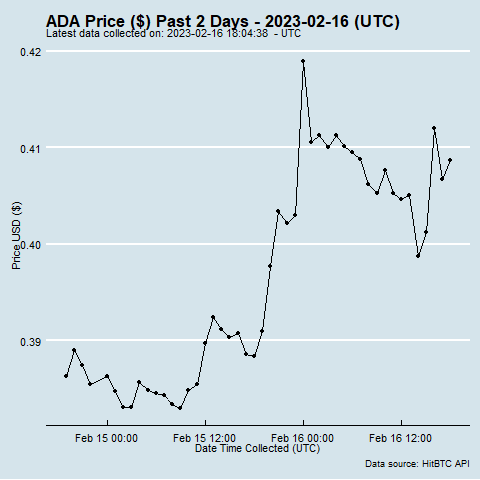 ADA Price ($) Past 2 Days - 2023-02-16 (UTC)
Latest data collected on: 2023-02-16 18:04:38  - UTC
0.42
0.41
0.40
0.39
Price USD ($)
Feb 15 00:00 Feb 15 12:00 Feb 16 00:00 Feb 16 12:00
Date Time Collected (UTC)
Data source: HitBTC API